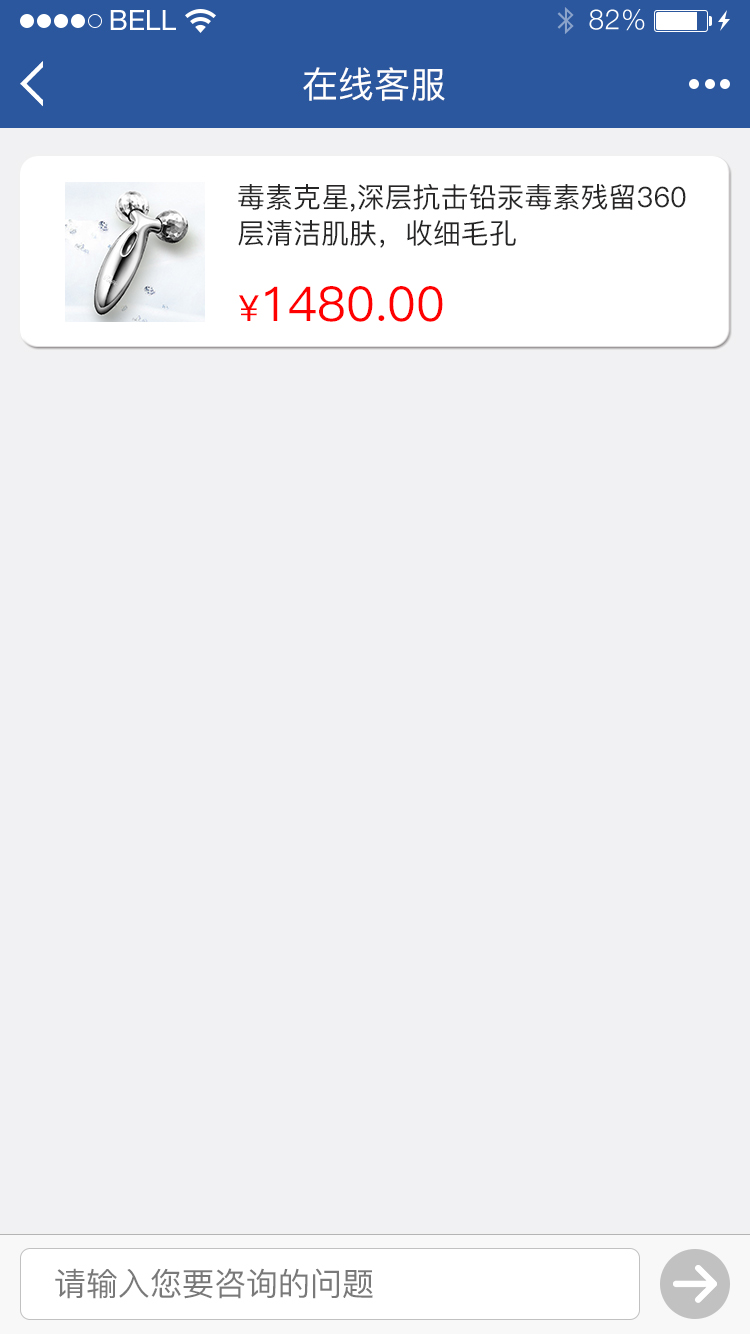 BELL
82%
在线客服
毒素克星,深层抗击铅汞毒素残留360
层清洁肌肤，收细毛孔
¥1480.00
请输入您要咨询的问题